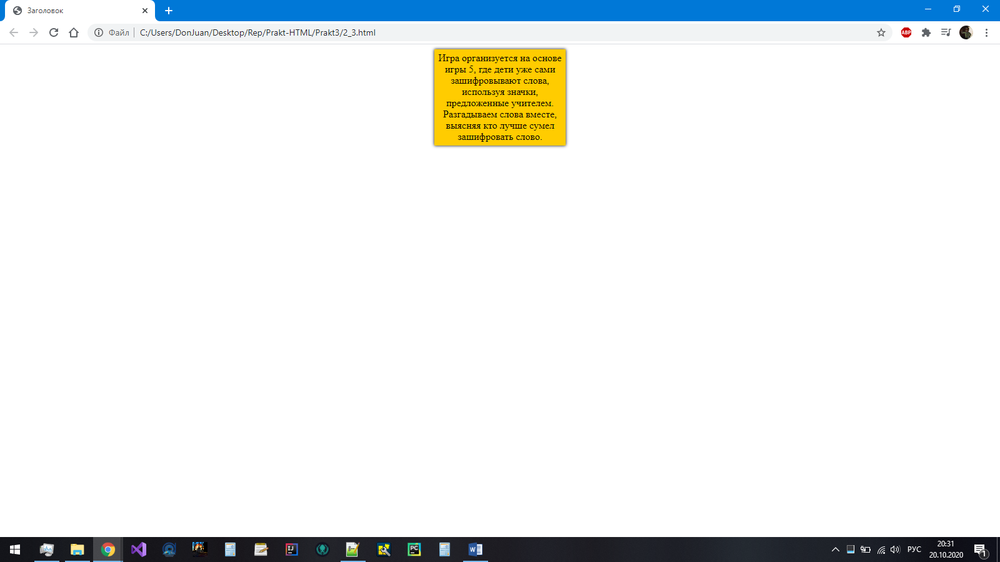 Заголовок
Файл
C:/Users/DonJuan/Desktop/Rep/Prakt-HTML/Prakt3/2_3.html
ABP
Игра организуется на основе
игры 5, где дети уже сами
зашифровывают слова,
используя значки,
предложенные учителем.
Разгадываем слова вместе,
выясняя кто лучше сумел
зашифровать слово.
IJ
PC
W
РУС
20:31
20.10.2020
1